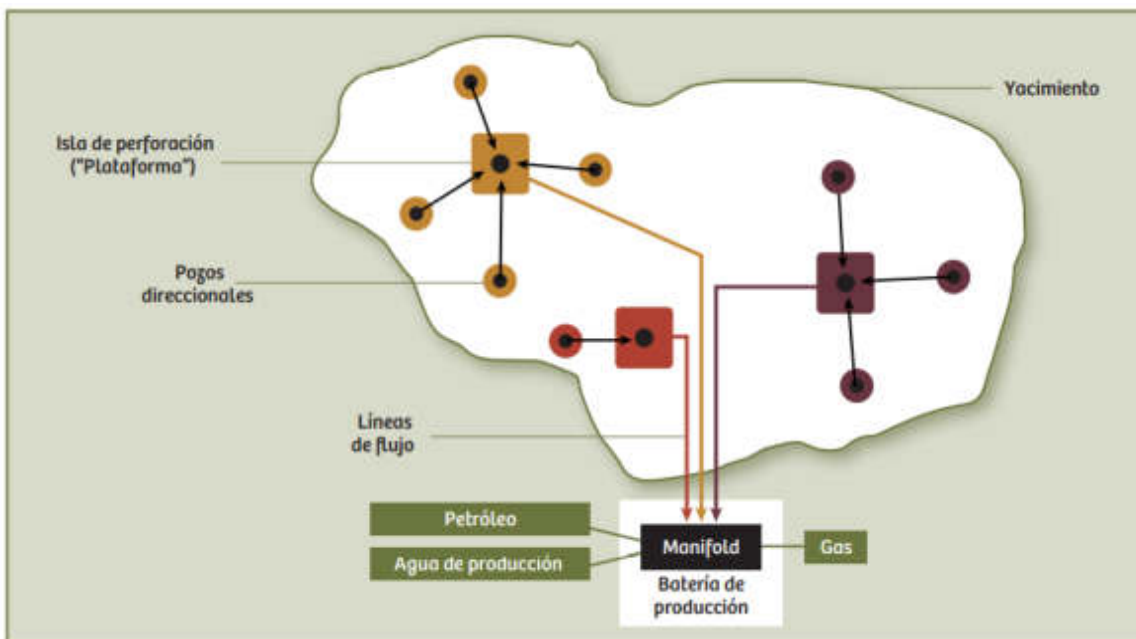 Yacimiento
Isla de perforación
("Plataforma")
Pozos
direccionales
Líneas
de flujo
Petróleo
Agua de producción
Manifold
Gas
Batería de
producción